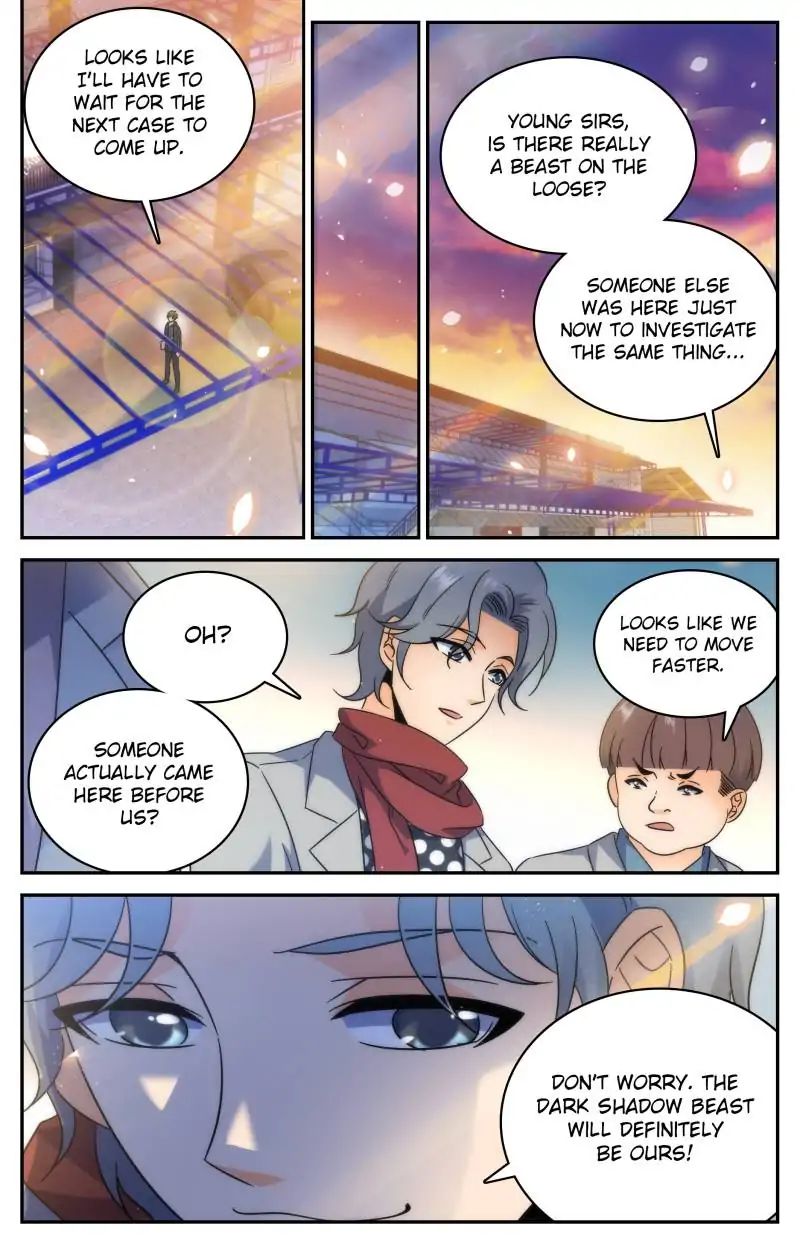 LOOKS LIKE
I'LL HAVE TO
WAIT FOR THE
NEXT CASE TO
COME UP.
YOUNG SIRS,
IS THERE REALLY
A BEAST ON THE
LOOSE?
SOMEONE ELSE
WAS HERE JUST
NOW TO INVESTIGATE
THE SAME THING...
OH?
SOMEONE
ACTUALLY CAME
HERE BEFORE
US?
LOOKS LIKE WE
NEED TO MOVE
FASTER.
DON'T WORRY. THE
DARK SHADOW BEAST
WILL DEFINITELY
BE OURS!